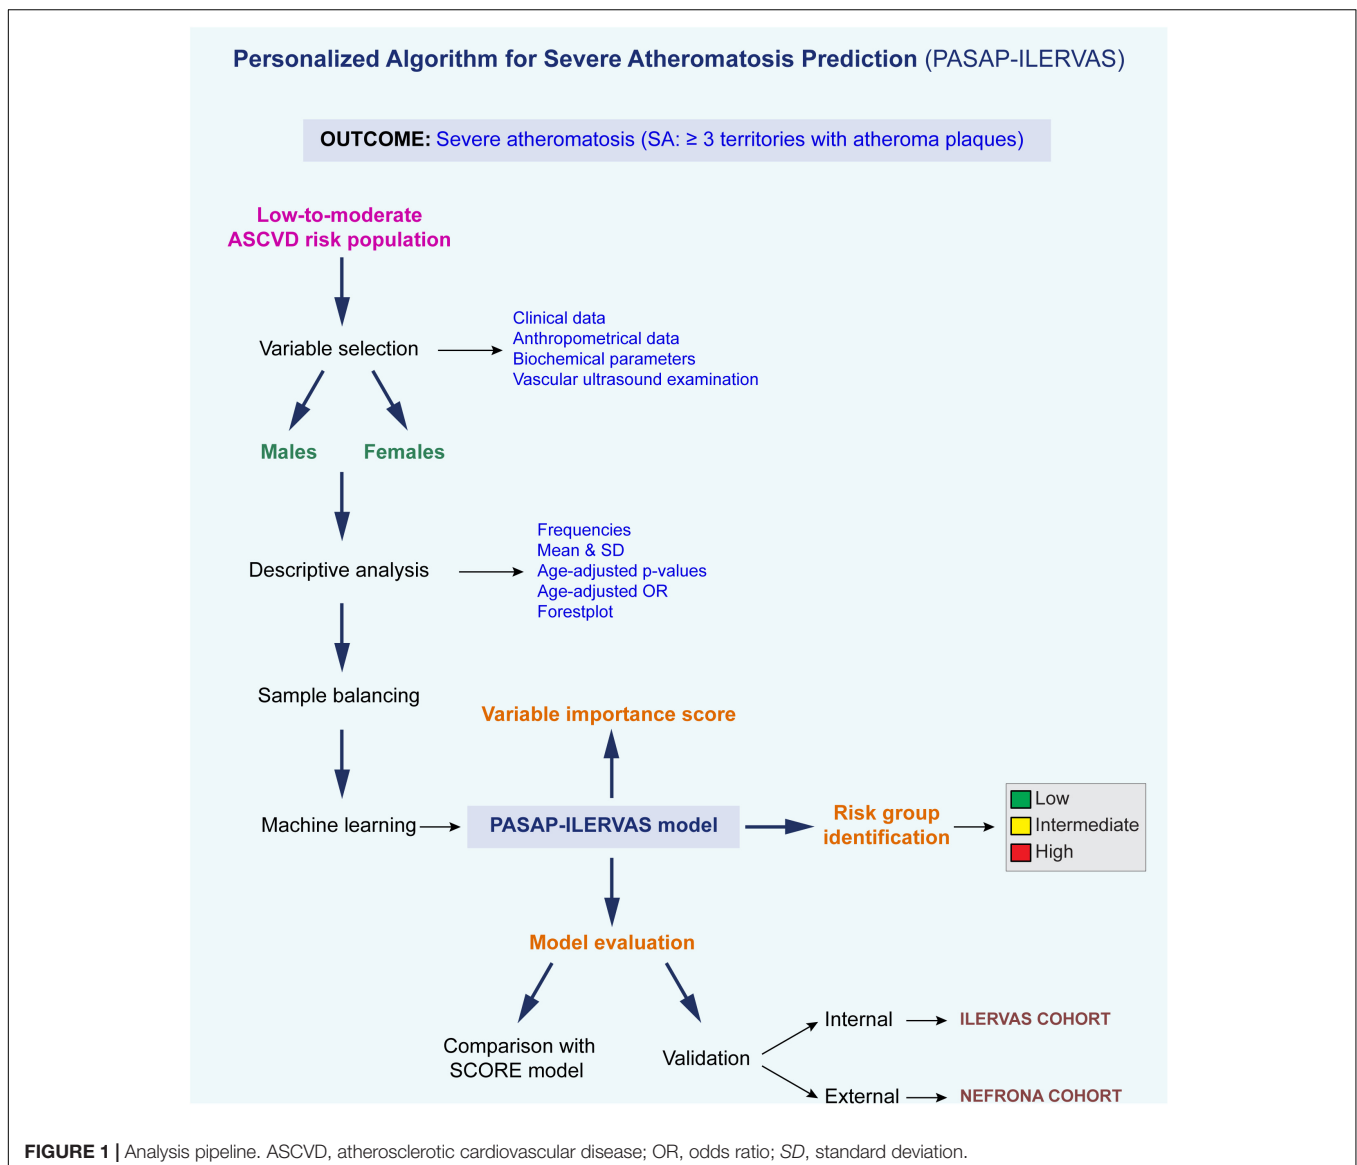 Personalized Algorithm for Severe Atheromatosis Prediction (PASAP-ILERVAS)
OUTCOME: Severe atheromatosis (SA: ≥ 3 territories with atheroma plaques)
Low-to-moderate
ASCVD risk population
Variable selection
Clinical data
Anthropometrical data
Biochemical parameters
Vascular ultrasound examination
Males
Females
Descriptive analysis
Frequencies
Mean & SD
Age-adjusted p-values
Age-adjusted OR
Forestplot
Sample balancing
Variable importance score
Machine learning
PASAP-ILERVAS model
Risk group
identification
Low
Intermediate
High
Model evaluation
Comparison with
SCORE model
Validation
Internal
ILERVAS COHORT
External
NEFRONA COHORT
FIGURE 1 | Analysis pipeline. ASCVD, atherosclerotic cardiovascular disease; OR, odds ratio; SD, standard deviation.